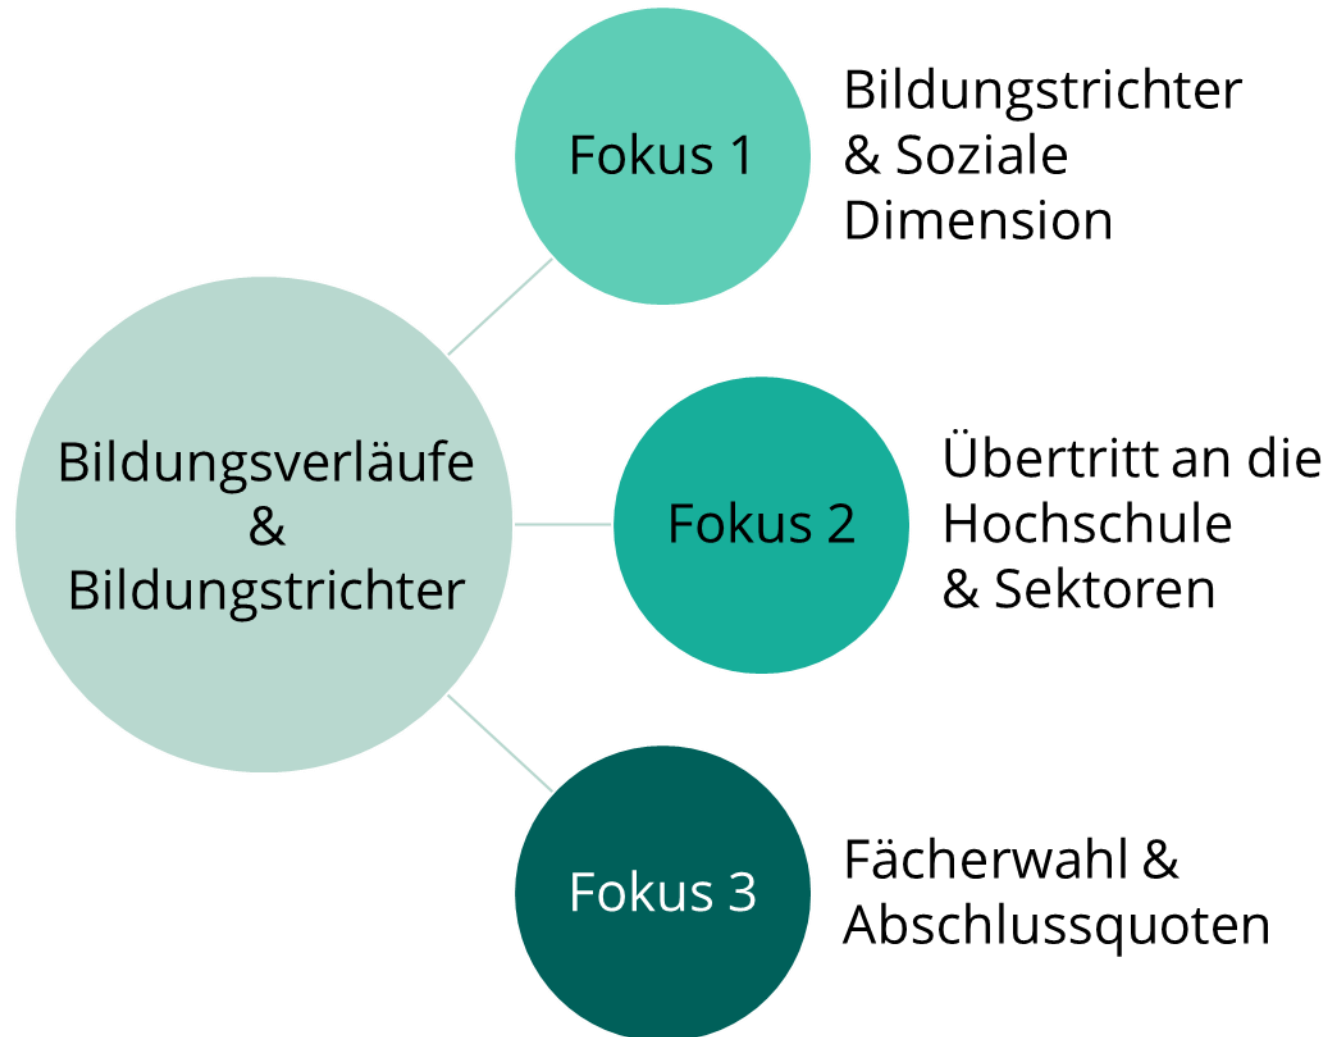 Bildungsverläufe
&
Bildungstrichter
Fokus 1
Bildungstrichter
& Soziale
Dimension
Fokus 2
Übertritt an die
Hochschule
& Sektoren
Fokus 3
Fächerwahl &
Abschlussquoten